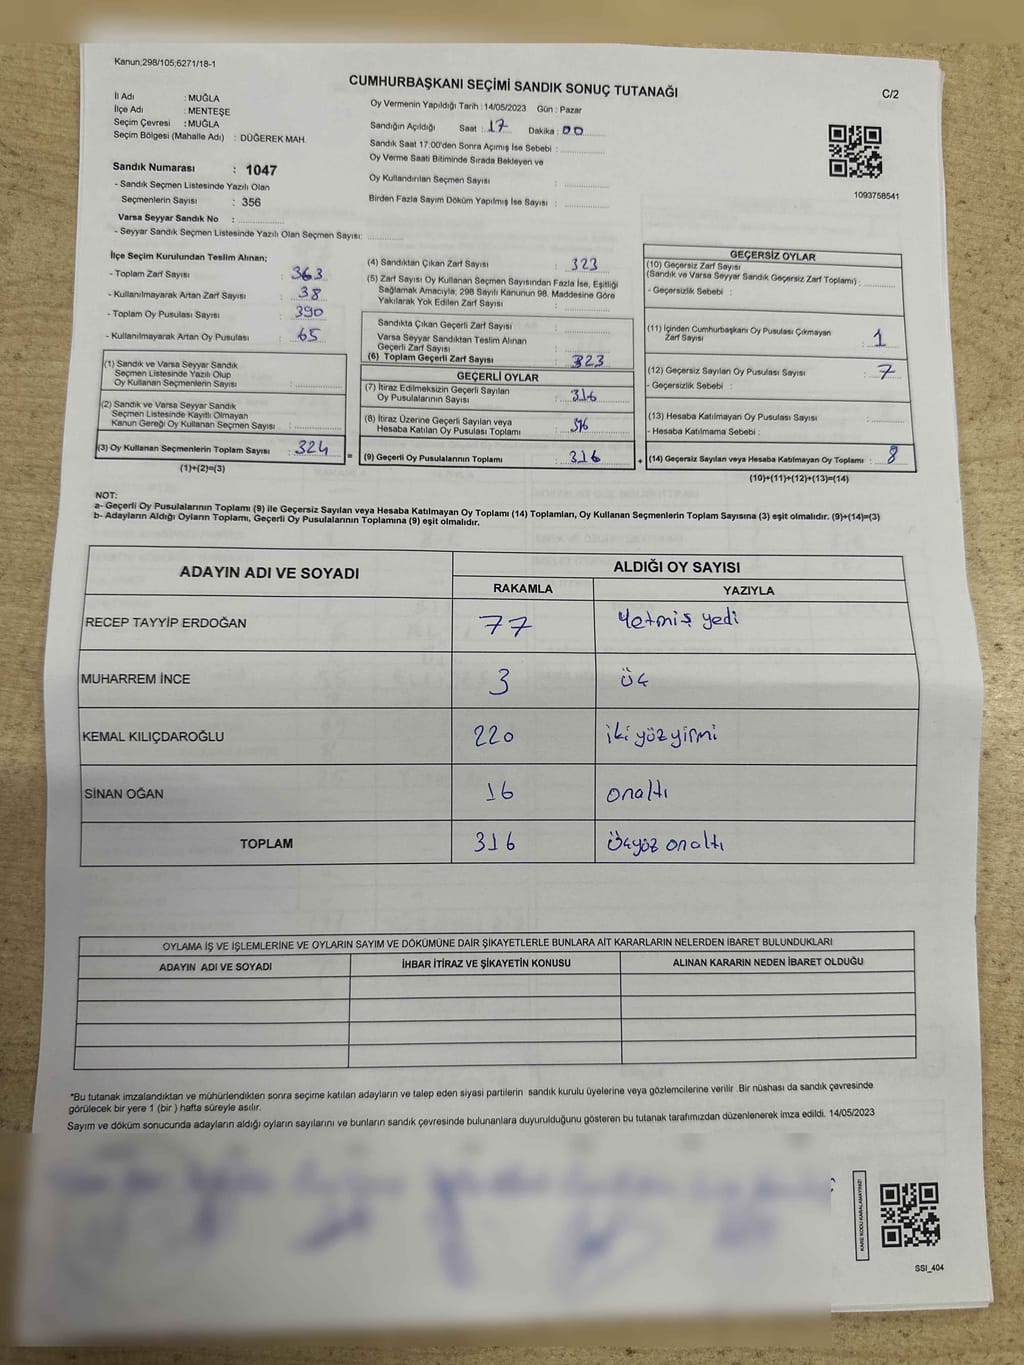 Kanun;298/105;6271/18-1
CUMHURBAŞKANI SEÇİMİ SANDIK SONUÇ TUTANAĞI
C/2
İl Adı : MUĞLA
İlçe Adı : MENTEŞE
Seçim Çevresi : MUĞLA
Seçim Bölgesi (Mahalle Adı) : DÜĞEREK MAH.
Sandık Numarası : 1047
- Sandık Seçmen Listesinde Yazılı Olan
Seçmenlerin Sayısı : 356
Varsa Seyyar Sandık No :
- Seyyar Sandık Seçmen Listesinde Yazılı Olan Seçmen Sayısı:
Oy Vermenin Yapıldığı Tarih : 14/05/2023 Gün : Pazar
Sandığın Açıldığı Saat : 17 Dakika : 00
Sandık Saat 17:00'den Sonra Açımış İse Sebebi :
Oy Verme Saati Bitiminde Sırada Bekleyen ve
Oy Kullandırılan Seçmen Sayısı :
Birden Fazla Sayım Döküm Yapılmış İse Sayısı :
1093758541
İlçe Seçim Kurulundan Teslim Alınan;
- Toplam Zarf Sayısı : 363
- Kullanılmayarak Artan Zarf Sayısı : 38
- Toplam Oy Pusulası Sayısı : 390
- Kullanılmayarak Artan Oy Pusulası : 65
(1) Sandık ve Varsa Seyyar Sandık
Seçmen Listesinde Yazılı Olup
Oy Kullanan Seçmenlerin Sayısı :
(2) Sandık ve Varsa Seyyar Sandık
Seçmen Listesinde Kayıtlı Olmayan
Kanun Gereği Oy Kullanan Seçmen Sayısı :
(3) Oy Kullanan Seçmenlerin Toplam Sayısı : 324 =
(1)+(2)=(3)
(4) Sandıktan Çıkan Zarf Sayısı : 323
(5) Zarf Sayısı Oy Kullanan Seçmen Sayısından Fazla İse, Eşitliği
Sağlamak Amacıyla; 298 Sayılı Kanunun 98. Maddesine Göre
Yakılarak Yok Edilen Zarf Sayısı :
Sandıkta Çıkan Geçerli Zarf Sayısı :
Varsa Seyyar Sandıktan Teslim Alınan
Geçerli Zarf Sayısı :
(6) Toplam Geçerli Zarf Sayısı : 323
GEÇERLİ OYLAR
(7) İtiraz Edilmeksizin Geçerli Sayılan
Oy Pusulalarının Sayısı : 316
(8) İtiraz Üzerine Geçerli Sayılan veya
Hesaba Katılan Oy Pusulası Toplamı : 316
(9) Geçerli Oy Pusulalarının Toplamı : 316 +
GEÇERSİZ OYLAR
(10) Geçersiz Zarf Sayısı
(Sandık ve Varsa Seyyar Sandık Geçersiz Zarf Toplamı) :
- Geçersizlik Sebebi :
(11) İçinden Cumhurbaşkanı Oy Pusulası Çıkmayan
Zarf Sayısı : 1
(12) Geçersiz Sayılan Oy Pusulası Sayısı : 7
- Geçersizlik Sebebi :
(13) Hesaba Katılmayan Oy Pusulası Sayısı :
- Hesaba Katılmama Sebebi :
(14) Geçersiz Sayılan veya Hesaba Katılmayan Oy Toplamı : 8
(10)+(11)+(12)+(13)=(14)
NOT:
a- Geçerli Oy Pusulalarının Toplamı (9) ile Geçersiz Sayılan veya Hesaba Katılmayan Oy Toplamı (14) Toplamları, Oy Kullanan Seçmenlerin Toplam Sayısına (3) eşit olmalıdır. (9)+(14)=(3)
b- Adayların Aldığı Oyların Toplamı, Geçerli Oy Pusulalarının Toplamına (9) eşit olmalıdır.
ADAYIN ADI VE SOYADI ALDIĞI OY SAYISI
RAKAMLA YAZIYLA
RECEP TAYYİP ERDOĞAN 77 Yetmiş yedi
MUHARREM İNCE 3 üç
KEMAL KILIÇDAROĞLU 220 iki yöz yirmi
SİNAN OĞAN 16 onaltı
TOPLAM 316 Üçyöz onaltı
OYLAMA İŞ VE İŞLEMLERİNE VE OYLARIN SAYIM VE DÖKÜMÜNE DAİR ŞİKAYETLERLE BUNLARA AİT KARARLARIN NELERDEN İBARET BULUNDUKLARI
ADAYIN ADI VE SOYADI İHBAR İTİRAZ VE ŞİKAYETİN KONUSU ALINAN KARARIN NEDEN İBARET OLDUĞU
*Bu tutanak imzalandıktan ve mühürlendikten sonra seçime katılan adayların ve talep eden siyasi partilerin sandık kurulu üyelerine veya gözlemcilerine verilir .Bir nüshası da sandık çevresinde
görülecek bir yere 1 (bir ) hafta süreyle asılır.
Sayım ve döküm sonucunda adayların aldığı oyların sayılarını ve bunların sandık çevresinde bulunanlara duyurulduğunu gösteren bu tutanak tarafımızdan düzenlenerek imza edildi. 14/05/2023
KARE KODU KARALAMAYINIZ!
SSİ_404